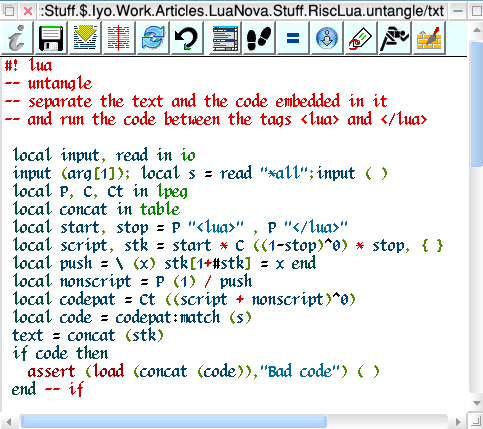 :Stuff.$.Iyo.Work.Articles.LuaNova.Stuff.RiscLua.untangle/txt
#! lua
-- untangle
-- separate the text and the code embedded in it
-- and run the code between the tags <lua> and </lua>
local input, read in io
input (arg[1]); local s = read "*all";input ( )
local P, C, Ct in lpeg
local concat in table
local start, stop = P "<lua>" , P "</lua>"
local script, stk = start * C ((1-stop)^0) * stop, { }
local push = \ (x) stk[1+#stk] = x end
local nonscript = P (1) / push
local codepat = Ct ((script + nonscript)^0)
local code = codepat:match (s)
text = concat (stk)
if code then
assert (load (concat (code)),"Bad code") ( )
end -- if